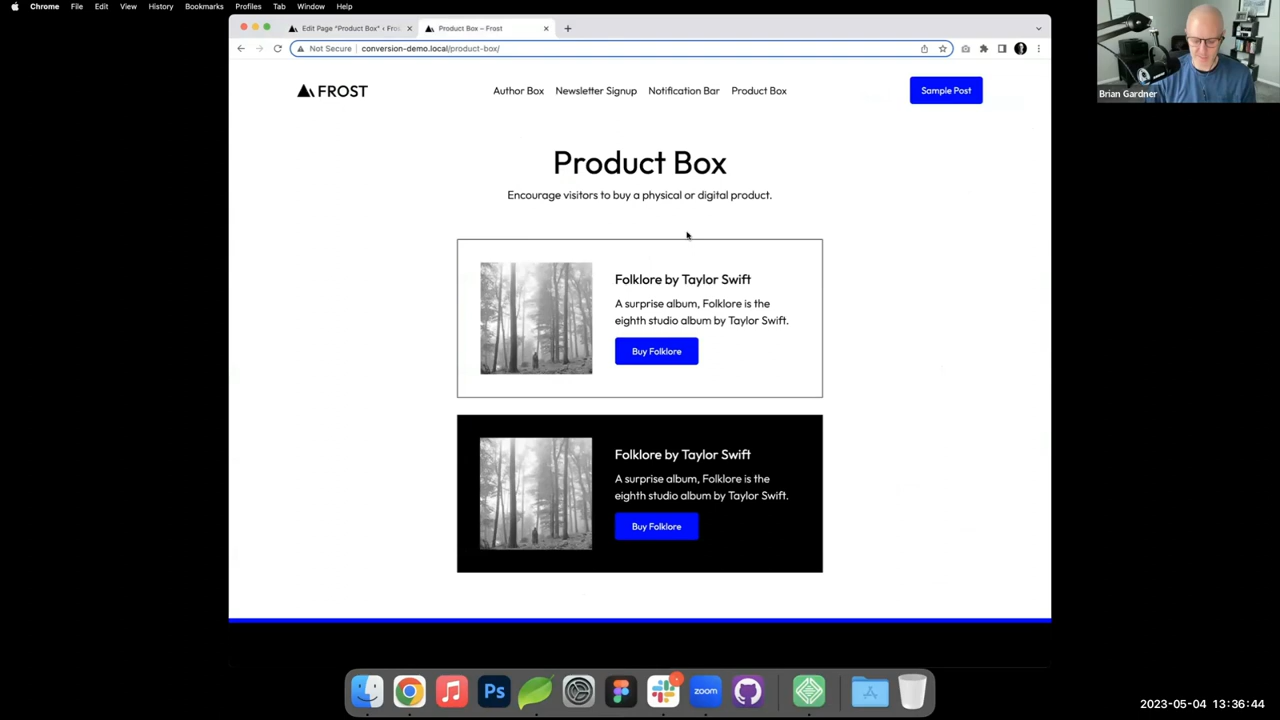 Chrome File Edit View History Bookmarks Profiles Tab Window Help
Edit Page "Product Box" ‹ Fros
Product Box – Frost
Not Secure conversion-demo.local/product-box/
FROST
Author Box Newsletter Signup Notification Bar Product Box
Sample Post
Product Box
Encourage visitors to buy a physical or digital product.
Folklore by Taylor Swift
A surprise album, Folklore is the
eighth studio album by Taylor Swift.
Buy Folklore
Folklore by Taylor Swift
A surprise album, Folklore is the
eighth studio album by Taylor Swift.
Buy Folklore
Brian Gardner
Ps
zoom
2023-05-04 13:36:44